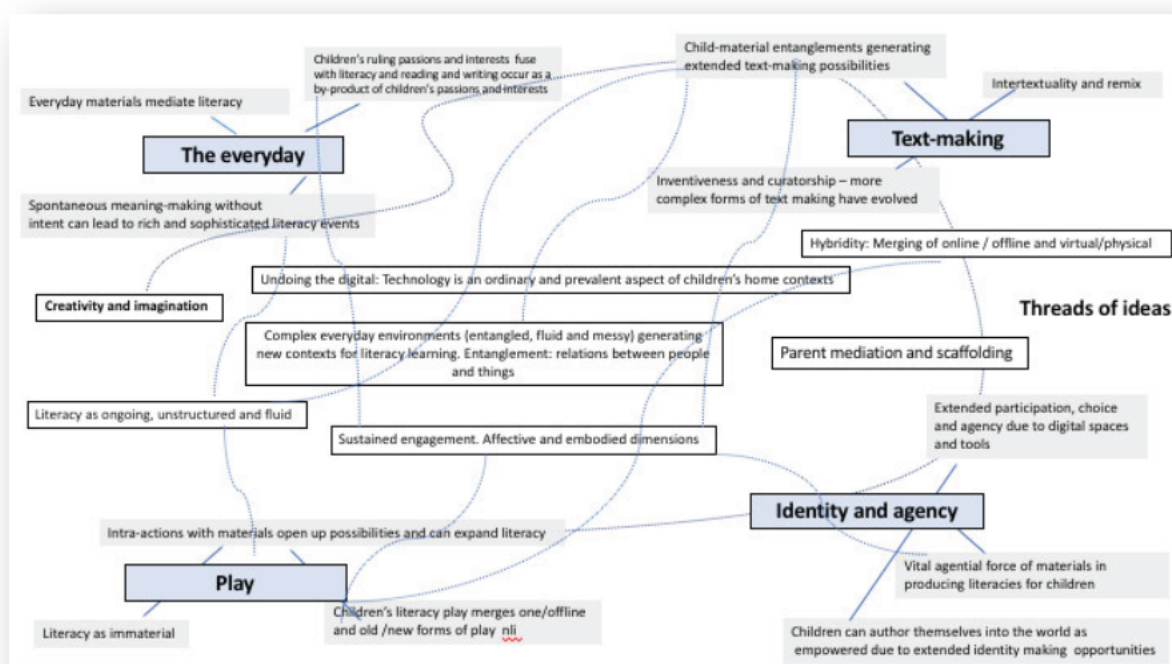 Children's ruling passions and interests fuse
with literacy and reading and writing occur as a
by-product of children's passions and interests
Child-material entanglements generating
extended text-making possibilities
Everyday materials mediate literacy
Intertextuality and remix
The everyday
Text-making
Spontaneous meaning-making without
intent can lead to rich and sophisticated literacy events
Inventiveness and curatorship – more
complex forms of text making have evolved
Hybridity: Merging of online / offline and virtual/physical
Undoing the digital: Technology is an ordinary and prevalent aspect of children's home contexts
Creativity and imagination
Threads of ideas
Complex everyday environments (entangled, fluid and messy) generating
new contexts for literacy learning. Entanglement: relations between people
and things
Parent mediation and scaffolding
Literacy as ongoing, unstructured and fluid
Extended participation, choice
and agency due to digital spaces
and tools
Sustained engagement. Affective and embodied dimensions
Identity and agency
Intra-actions with materials open up possibilities and can expand literacy
Play
Vital agential force of materials in
producing literacies for children
Literacy as immaterial
Children's literacy play merges one/offline
and old /new forms of play nli
Children can author themselves into the world as
empowered due to extended identity making opportunities